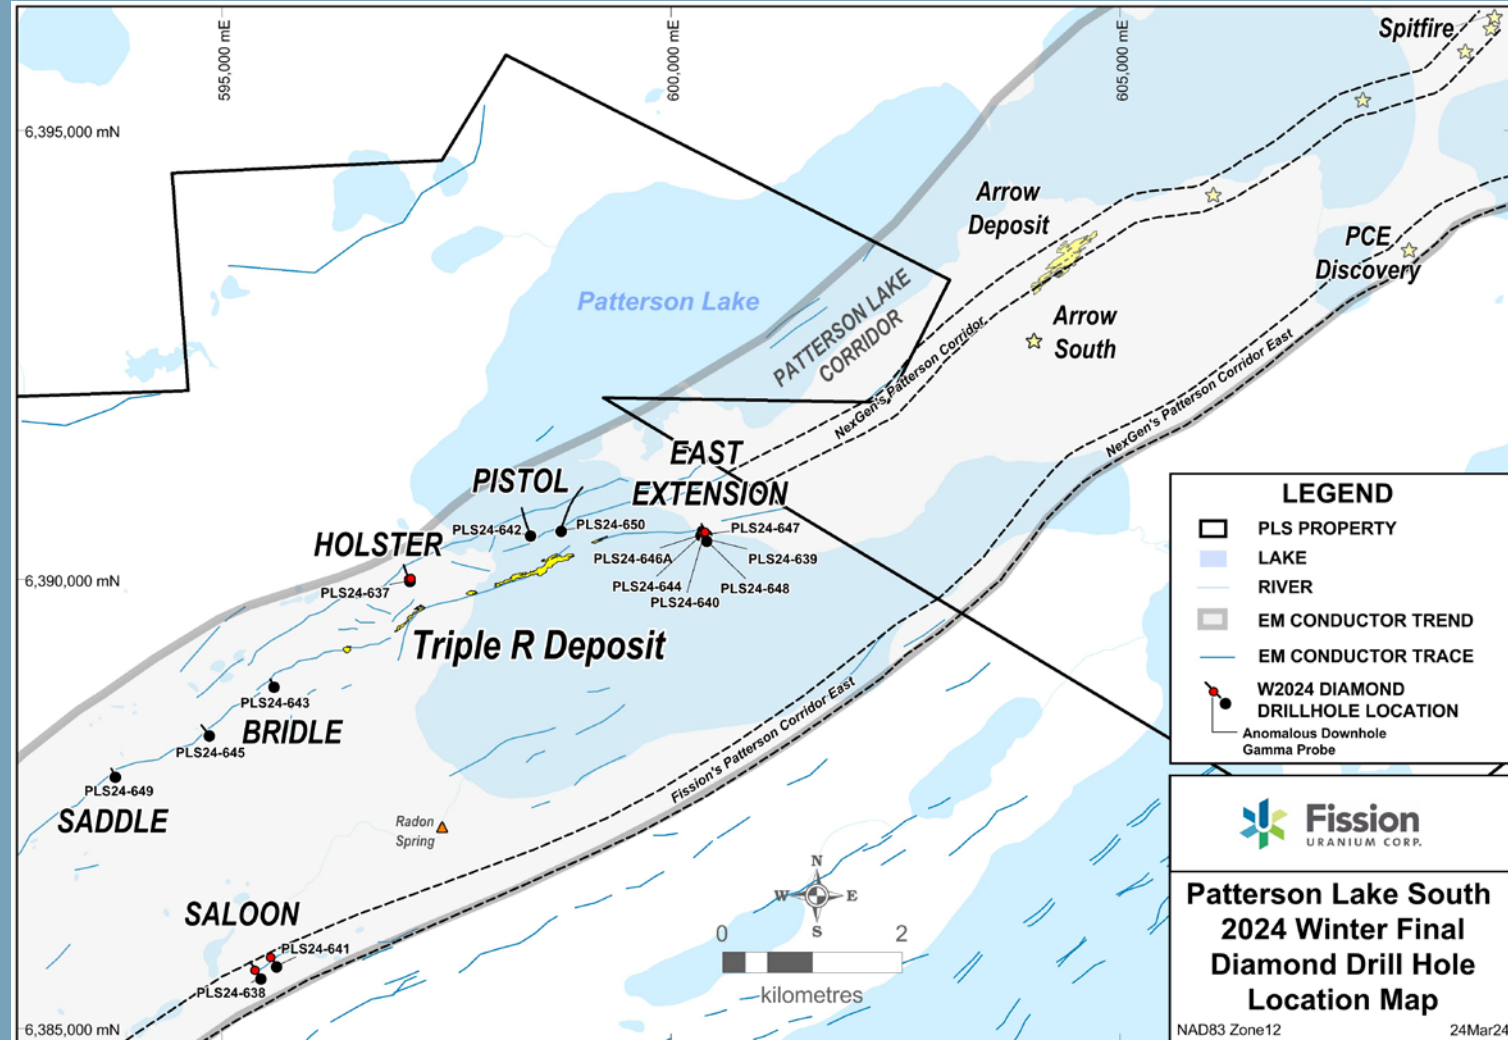 595,000 mE
600,000 mE
605,000 mE
6,395,000 mN
6,390,000 mN
6,385,000 mN
Spitfire
Arrow
Deposit
PCE
Discovery
Arrow
South
Patterson Lake
PATTERSON LAKE
CORRIDOR
NexGen's Patterson Corridor
NexGen's Patterson Corridor East
EAST
EXTENSION
PISTOL
PLS24-642
PLS24-650
PLS24-647
HOLSTER
PLS24-646A
PLS24-639
PLS24-637
PLS24-644
PLS24-648
PLS24-640
Triple R Deposit
PLS24-643
BRIDLE
PLS24-645
PLS24-649
SADDLE
Fission's Patterson Corridor East
Radon
Spring
SALOON
PLS24-641
PLS24-638
N
W
E
S
0
2
kilometres
LEGEND
PLS PROPERTY
LAKE
RIVER
EM CONDUCTOR TREND
EM CONDUCTOR TRACE
W2024 DIAMOND
DRILLHOLE LOCATION
Anomalous Downhole
Gamma Probe
Fission
URANIUM CORP.
Patterson Lake South
2024 Winter Final
Diamond Drill Hole
Location Map
NAD83 Zone12
24Mar24